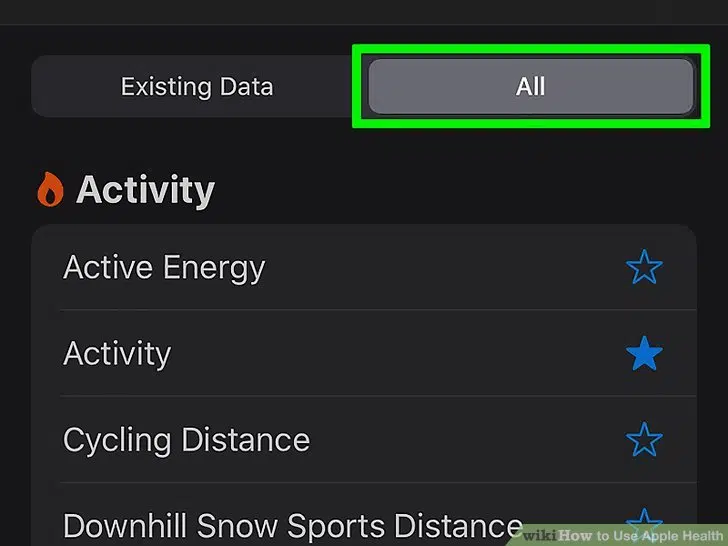 Existing Data
All
Activity
Active Energy
Activity
Cycling Distance
Downhill Snow Sports Distance
wikiHow to Use Apple Health